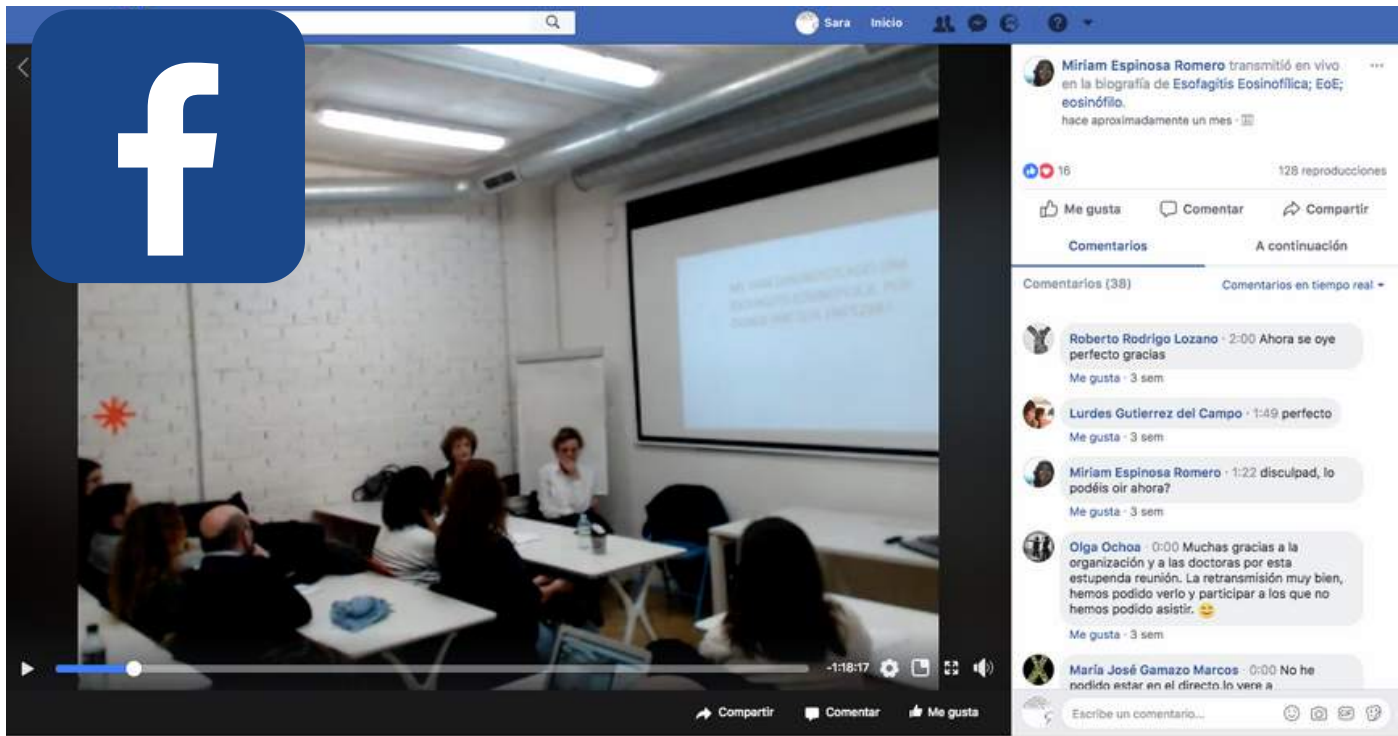 Sara Inicio
Miriam Espinosa Romero transmitió en vivo
en la biografía de Esofagitis Eosinofílica; EoE;
eosinófilo.
hace aproximadamente un mes ·
16
128 reproducciones
Me gusta Comentar Compartir
Comentarios A continuación
Comentarios (38) Comentarios en tiempo real
Roberto Rodrigo Lozano · 2:00 Ahora se oye
perfecto gracias
Me gusta · 3 sem
Lurdes Gutierrez del Campo · 1:49 perfecto
Me gusta · 3 sem
Miriam Espinosa Romero · 1:22 disculpad, lo
podéis oir ahora?
Me gusta · 3 sem
Olga Ochoa · 0:00 Muchas gracias a la
organización y a las doctoras por esta
estupenda reunión. La retransmisión muy bien,
hemos podido verlo y participar a los que no
hemos podido asistir.
Me gusta · 3 sem
María José Gamazo Marcos · 0:00 No he
podido estar en el directo.lo vere a
Escribe un comentario...
GIF
-1:18:17
Compartir Comentar Me gusta